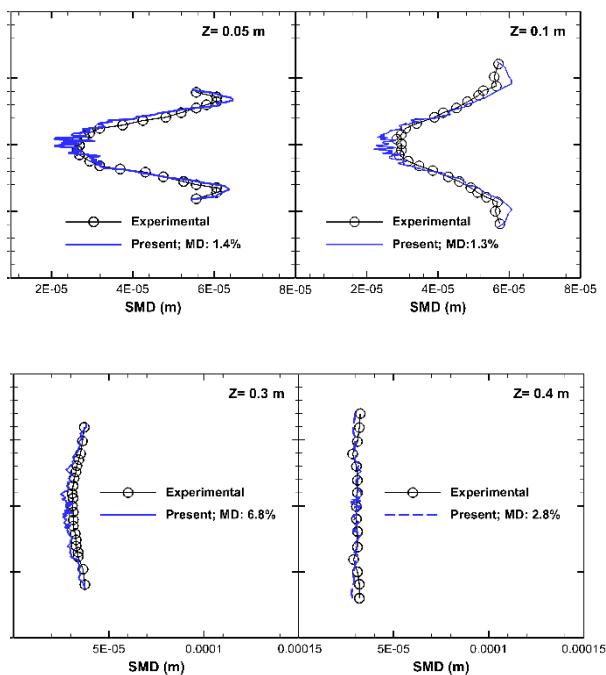 Z= 0.05 m
Z= 0.1 m
Experimental
Present; MD: 1.4%
Experimental
Present; MD:1.3%
2E-05 4E-05 6E-05 8E-05 2E-05 4E-05 6E-05 8E-05
SMD (m)
SMD (m)
Z= 0.3 m
Z= 0.4 m
Experimental
Present; MD: 6.8%
Experimental
Present; MD: 2.8%
5E-05 0.0001 0.00015 5E-05 0.0001 0.00015
SMD (m)
SMD (m)